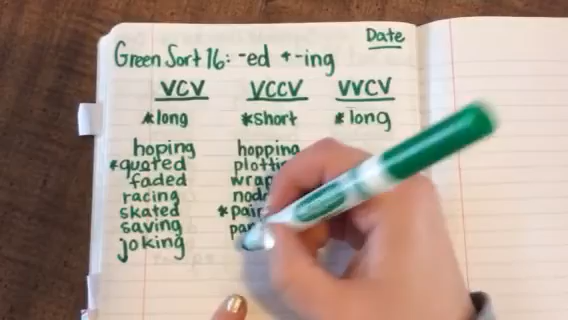 Date
Green Sort 16: -ed + -ing
VCV VCCV VVCV
*long *short *long
hoping hopping
*quoted
faded
racing
skated
saving
joking